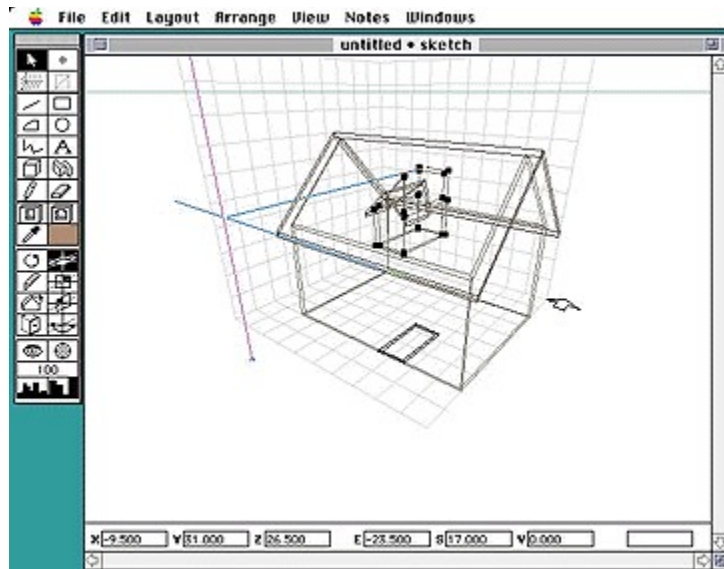 File Edit Layout Arrange View Notes Windows
untitled • sketch
A
100
X -9.500 Y 31.000 Z 26.500 E -23.500 S 17.000 V 0.000